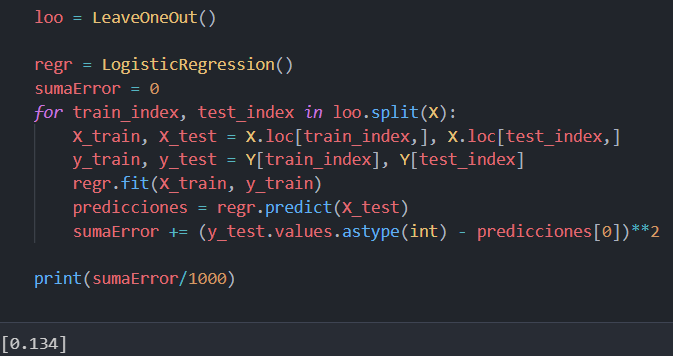 loo = LeaveOneOut()
regr = LogisticRegression()
sumaError = 0
for train_index, test_index in loo.split(X):
X_train, X_test = X.loc[train_index,], X.loc[test_index,]
y_train, y_test = Y[train_index], Y[test_index]
regr.fit(X_train, y_train)
predicciones = regr.predict(X_test)
sumaError += (y_test.values.astype(int) - predicciones[0])**2
print(sumaError/1000)
[0.134]